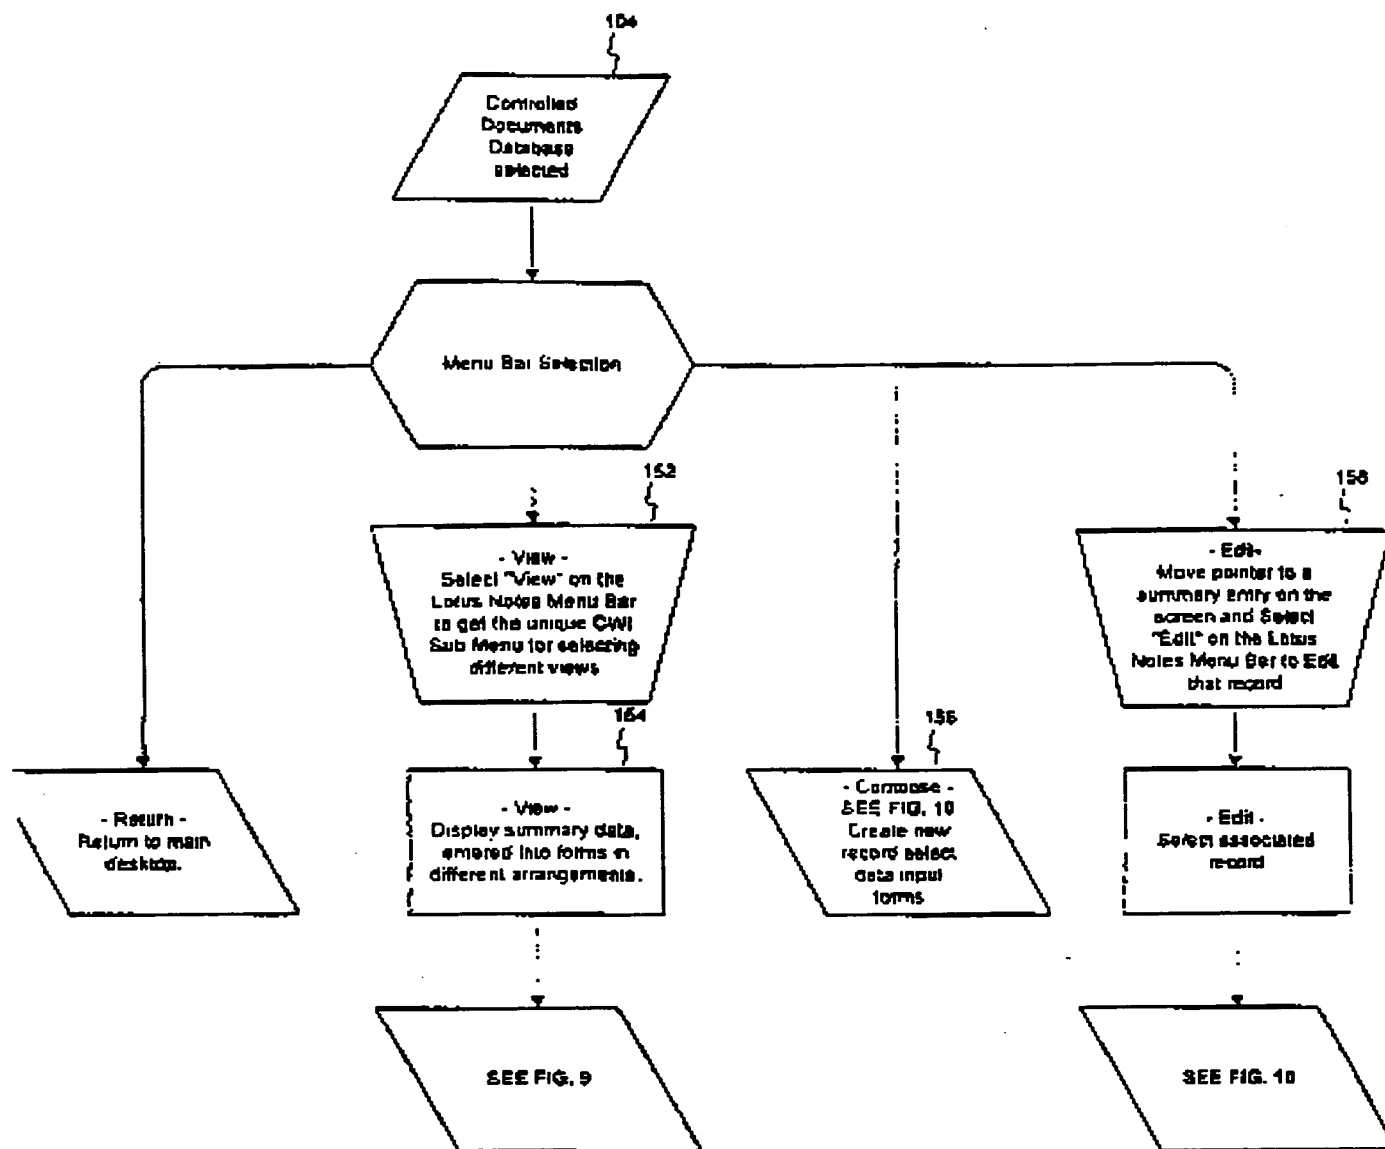 164
Controlled
Documents
Database
selected
Menu Bar Selection
152
- View -
Select "View" on the
Lotus Notes Menu Bar
to get the unique CWI
Sub Menu for selecting
different views
158
- Edit-
Move pointer to a
summary entry on the
screen and Select
"Edit" on the Lotus
Notes Menu Bar to Edit
that record
- Return -
Return to main
desktop.
164
- View -
Display summary data,
entered into forms in
different arrangements.
156
- Compose -
SEE FIG. 10
Create new
record select
data input
forms
- Edit -
Select associated
record
SEE FIG. 9
SEE FIG. 10